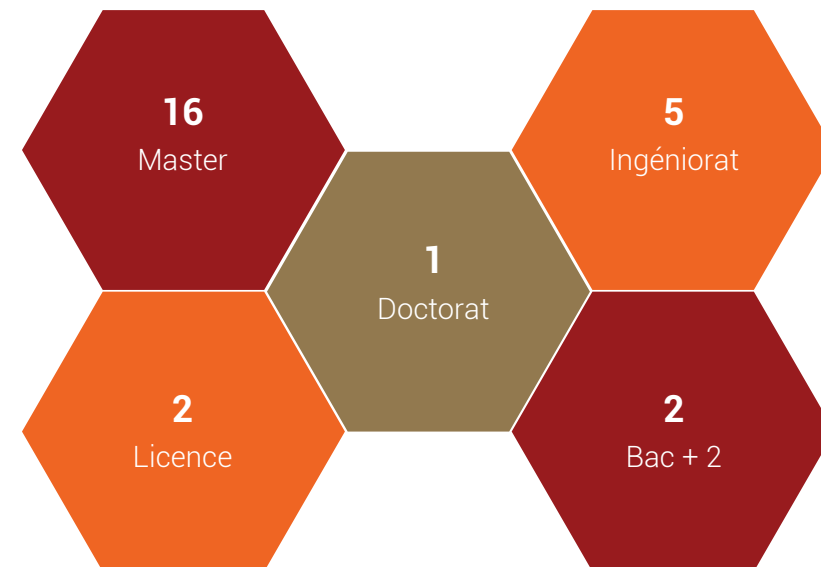 16
Master
5
Ingéniorat
1
Doctorat
2
Licence
2
Bac + 2